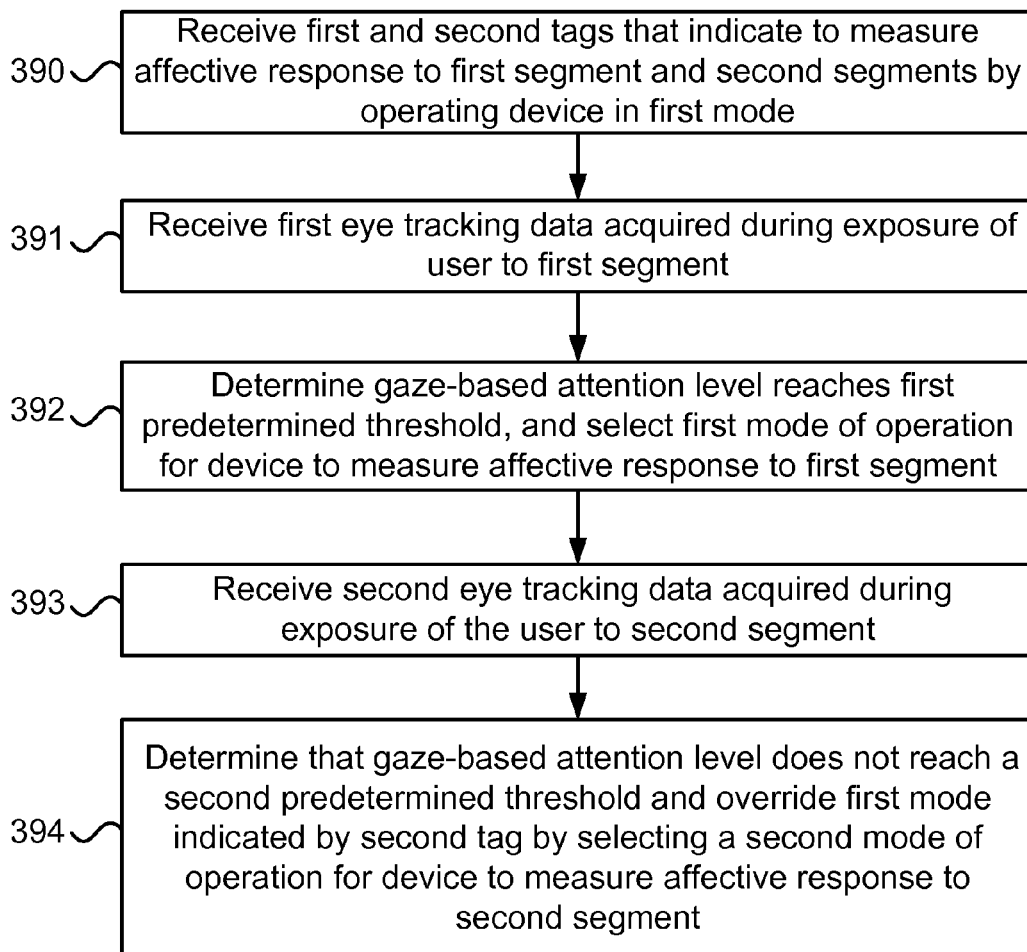 390
Receive first and second tags that indicate to measure
affective response to first segment and second segments by
operating device in first mode
391
Receive first eye tracking data acquired during exposure of
user to first segment
392
Determine gaze-based attention level reaches first
predetermined threshold, and select first mode of operation
for device to measure affective response to first segment
393
Receive second eye tracking data acquired during
exposure of the user to second segment
394
Determine that gaze-based attention level does not reach a
second predetermined threshold and override first mode
indicated by second tag by selecting a second mode of
operation for device to measure affective response to
second segment